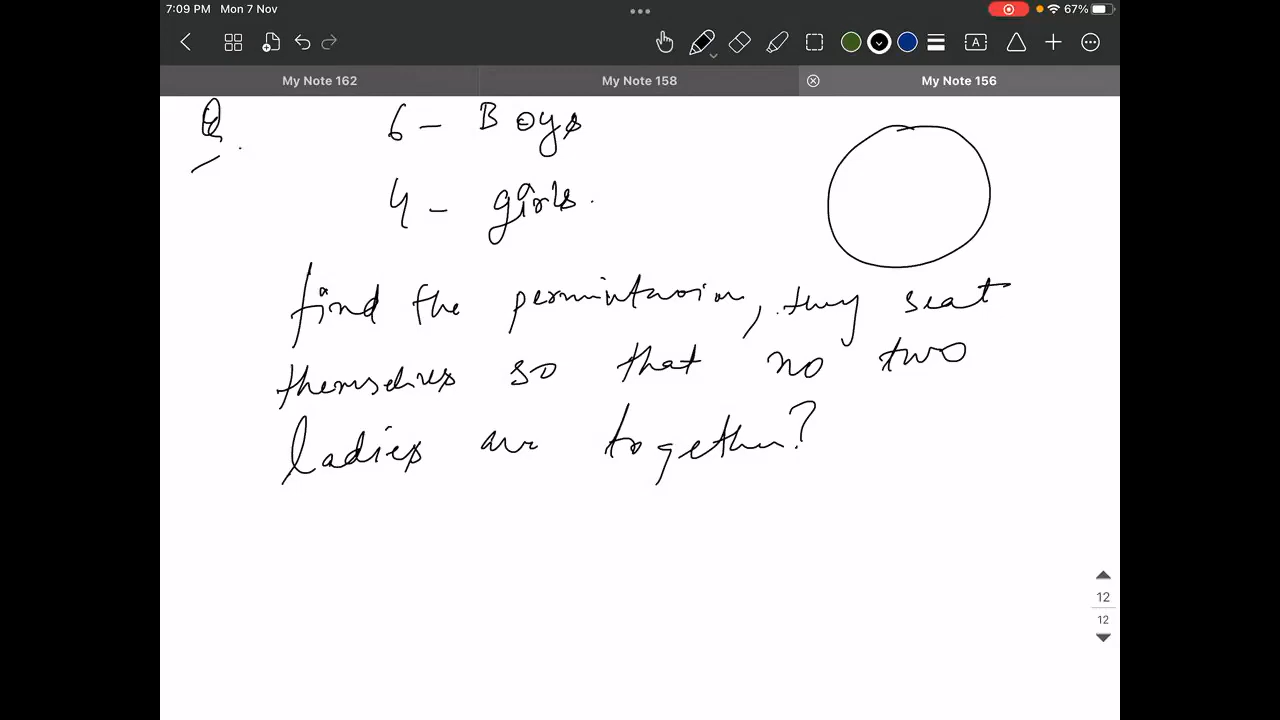 7:09 PM Mon 7 Nov
67%
My Note 162
My Note 158
My Note 156
Q.
6 - Boys
4 - girls.
find the permintasion, they seat
themselves so that no two
ladies are together?
12
12